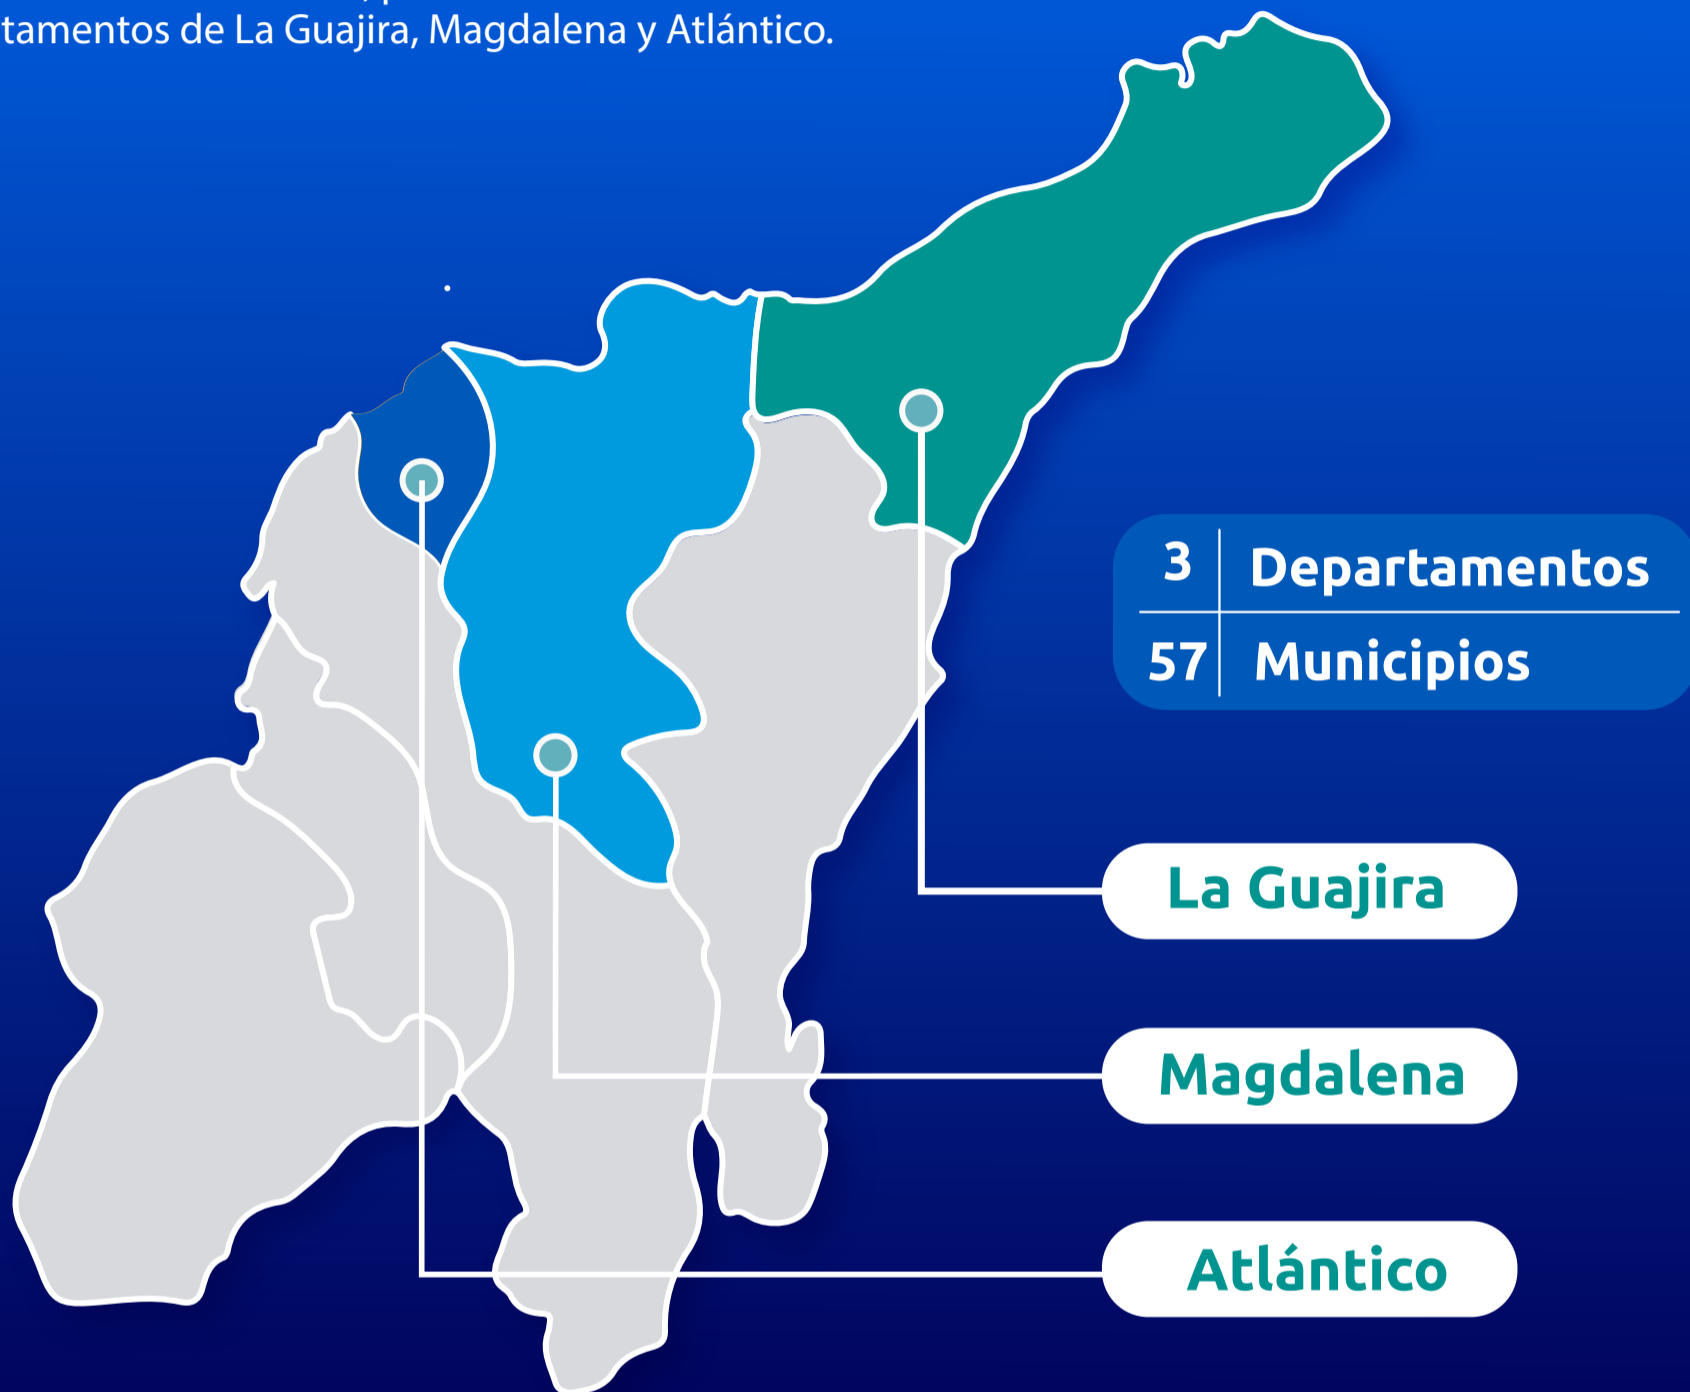 tamentos de La Guajira, Magdalena y Atlántico.
3 Departamentos
57 Municipios
La Guajira
Magdalena
Atlántico